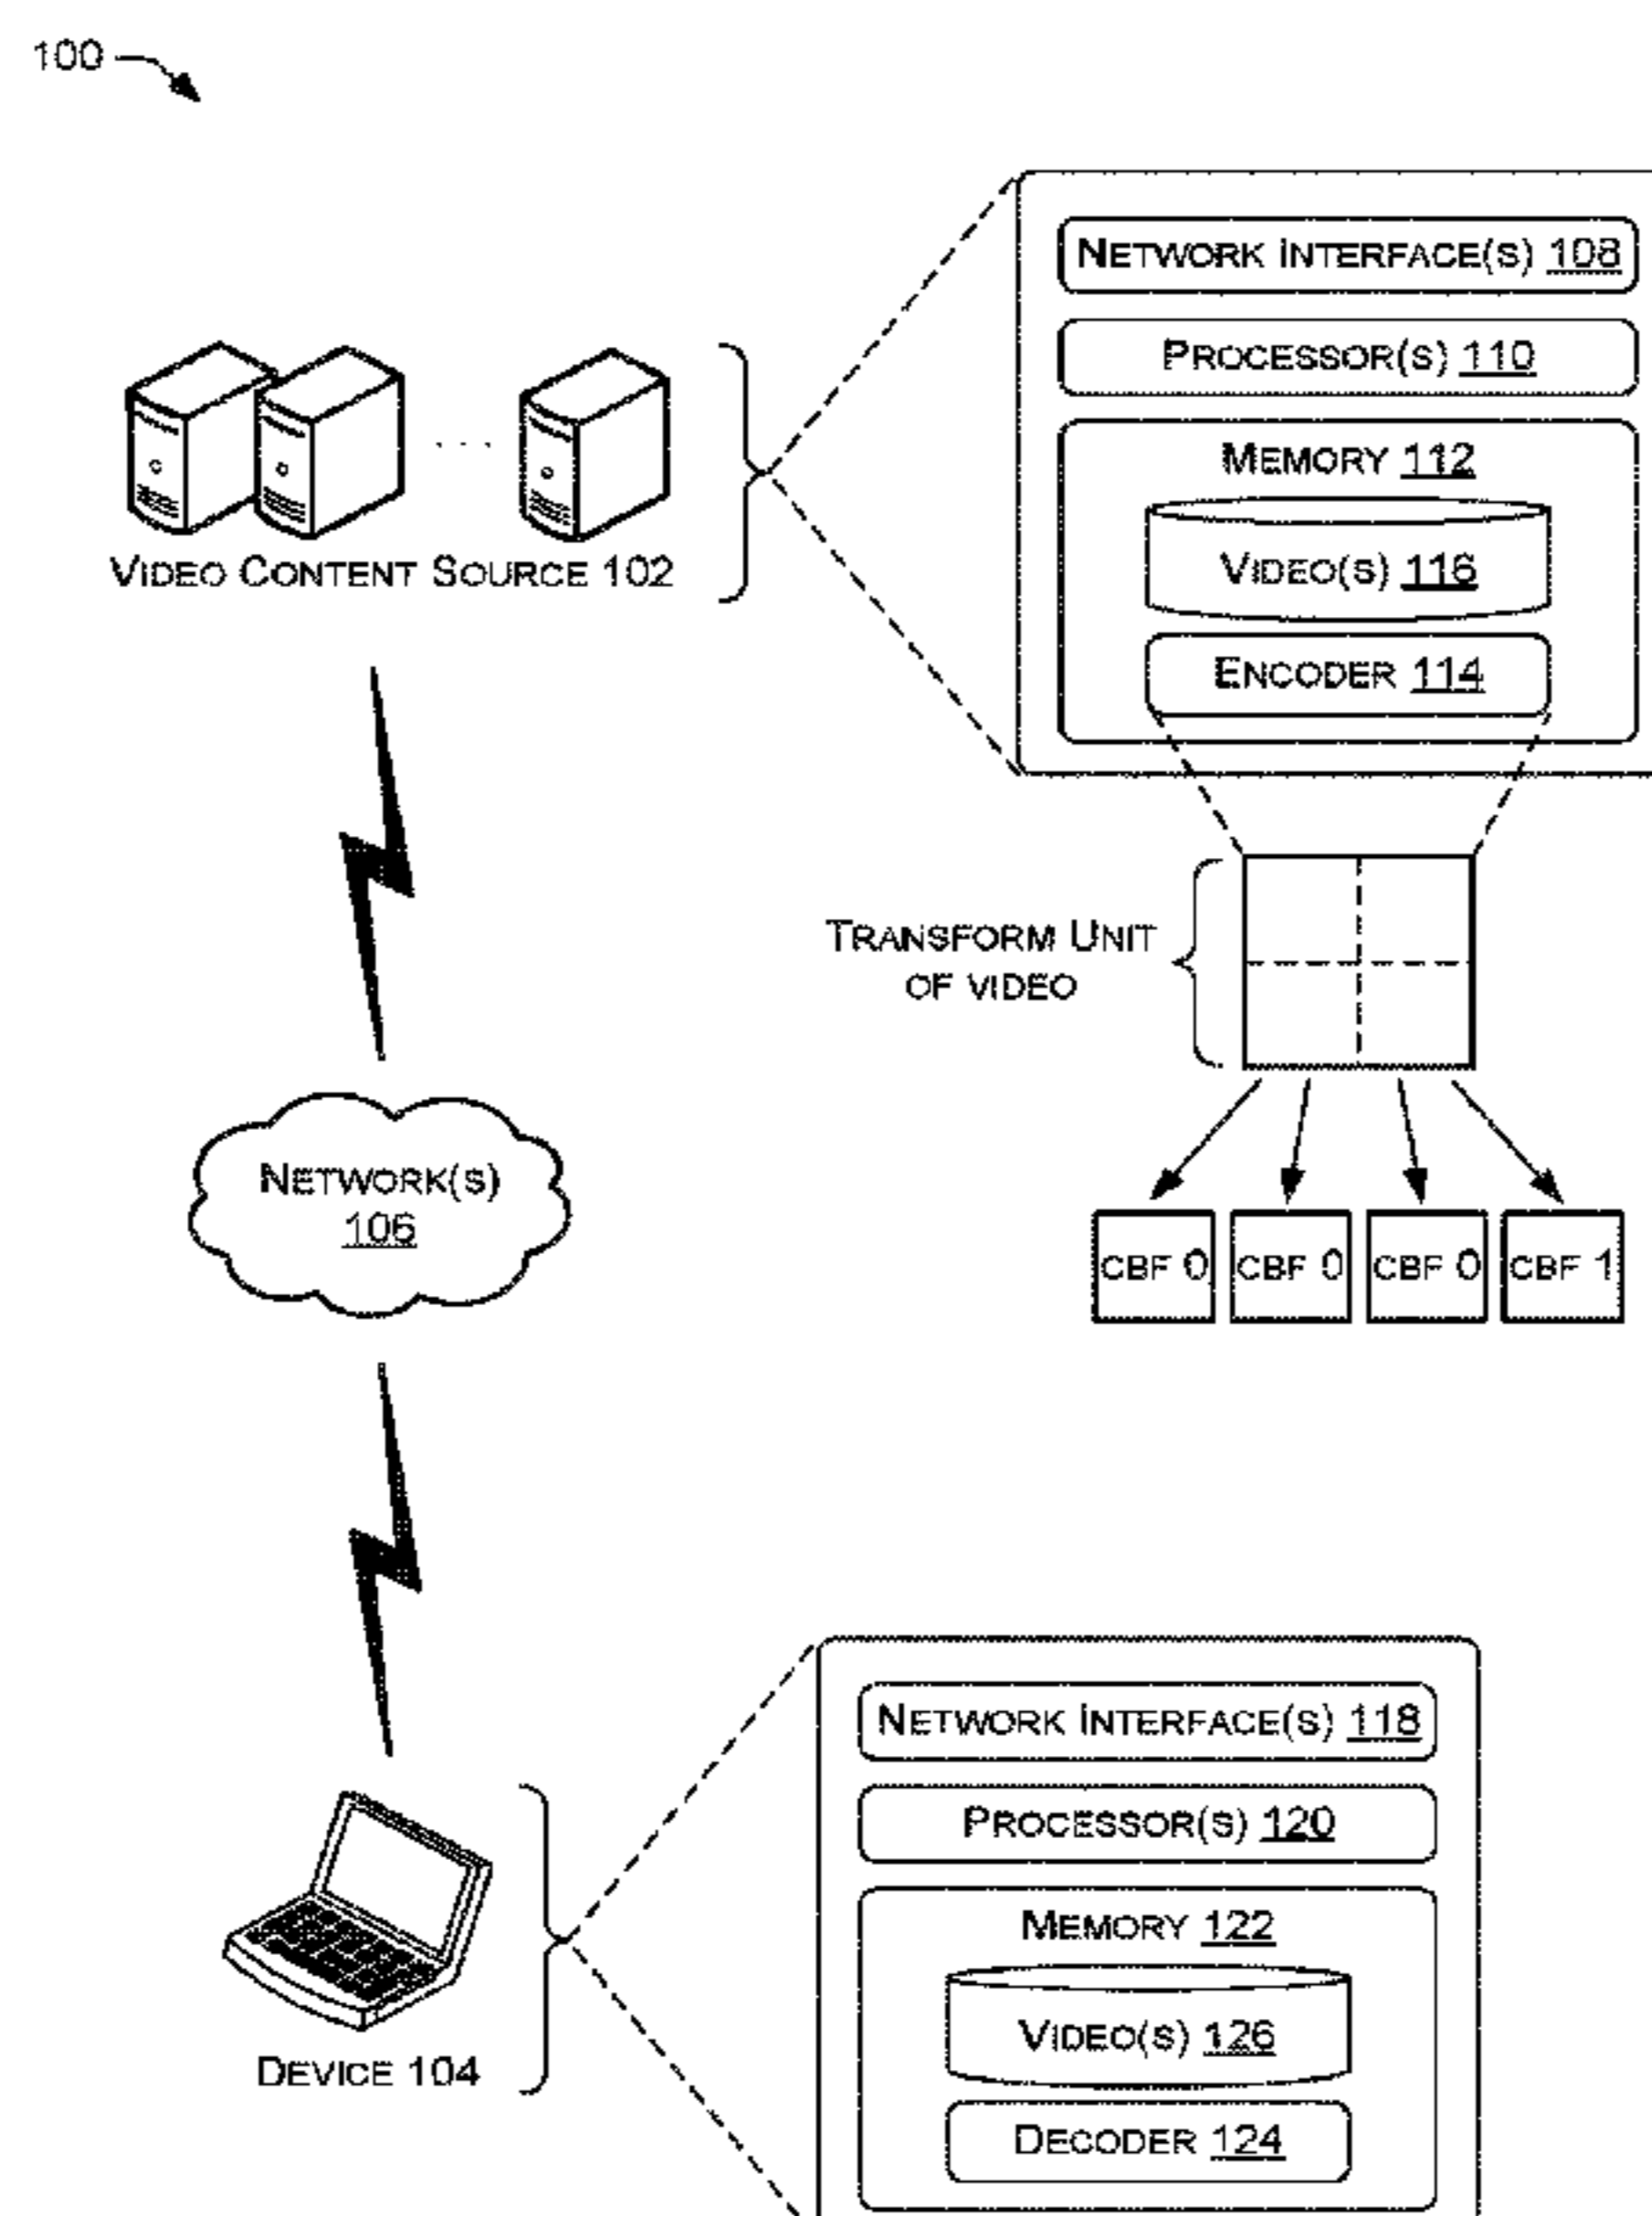 100
NETWORK INTERFACE(S) 108
PROCESSOR(S) 110
MEMORY 112
VIDEO(S) 116
ENCODER 114
VIDEO CONTENT SOURCE 102
TRANSFORM UNIT
OF VIDEO
NETWORK(S)
106
CBF 0
CBF 0
CBF 0
CBF 1
NETWORK INTERFACE(S) 118
PROCESSOR(S) 120
MEMORY 122
VIDEO(S) 126
DECODER 124
DEVICE 104